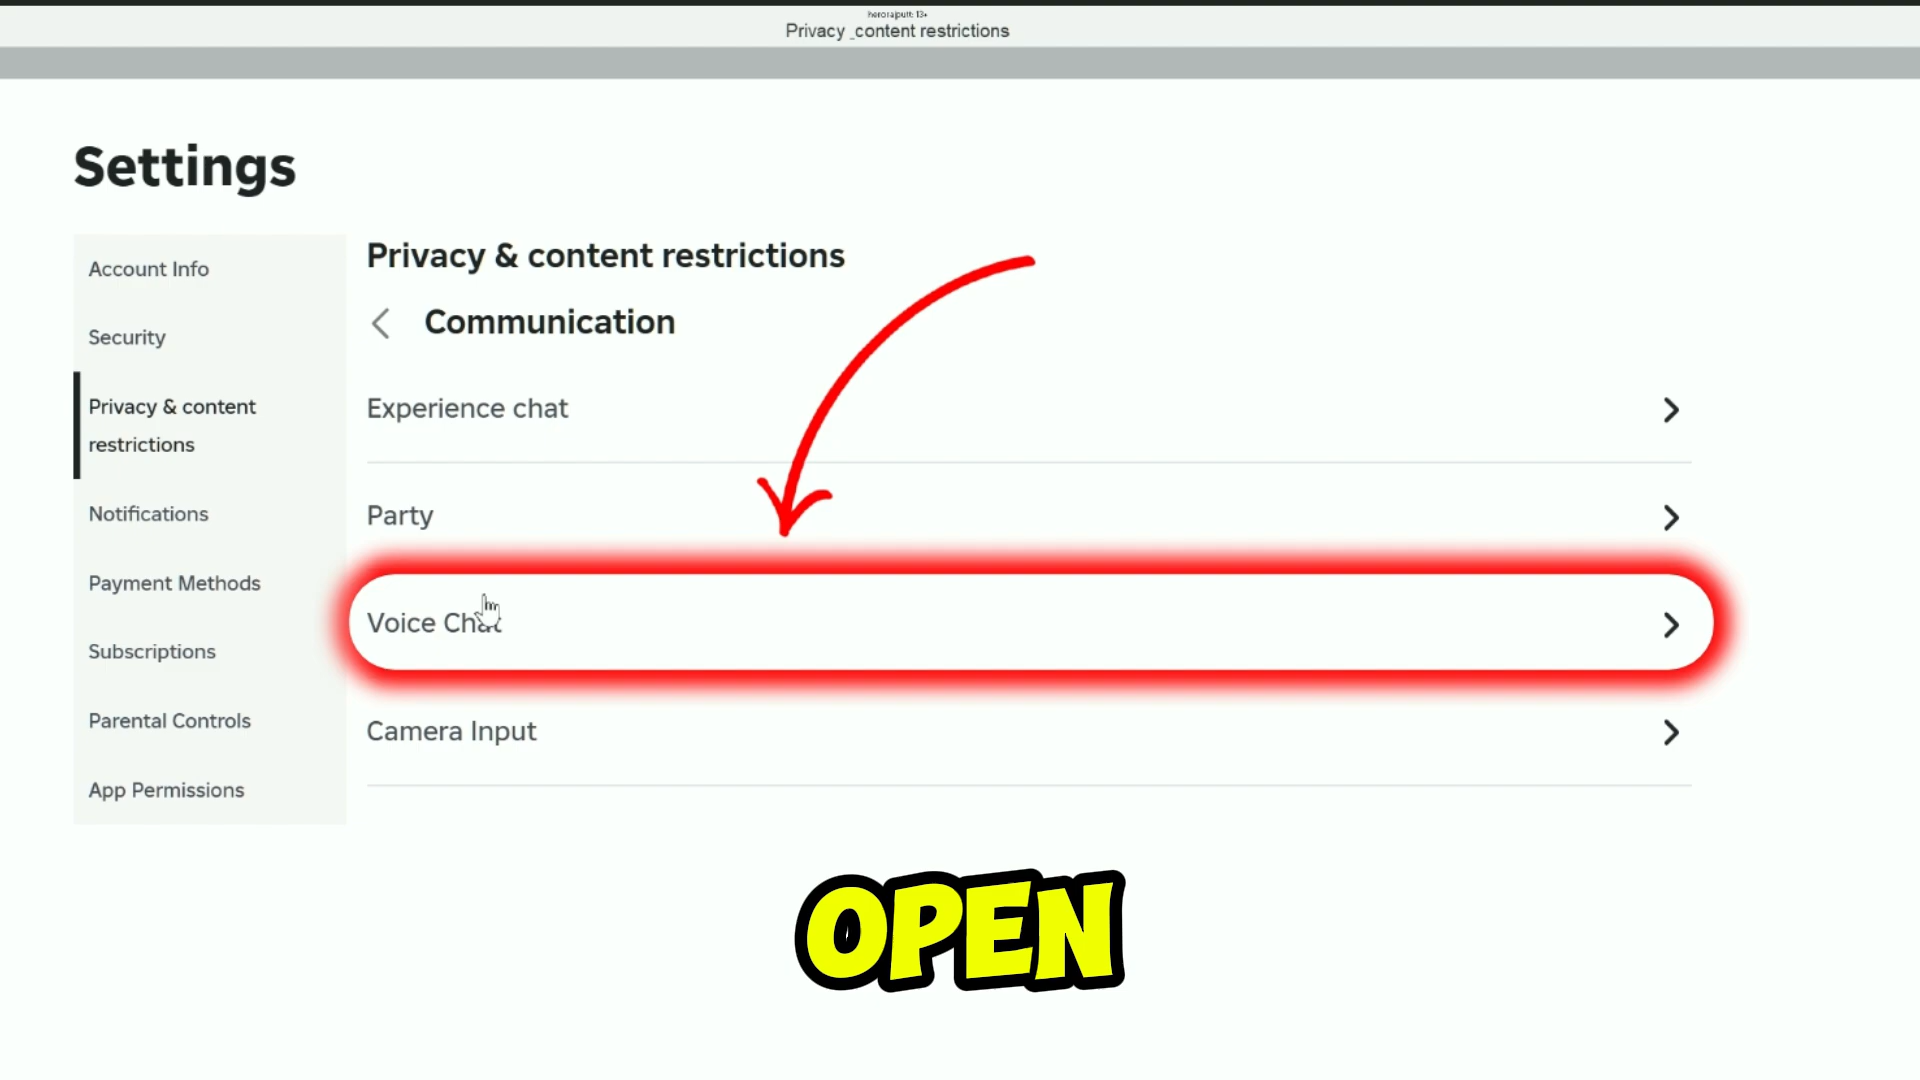 Privacy _content restrictions
Settings
Account Info
Security
Privacy & content
restrictions
Notifications
Payment Methods
Subscriptions
Parental Controls
App Permissions
Privacy & content restrictions
Communication
Experience chat
Party
Voice Chat
Camera Input
OPEN